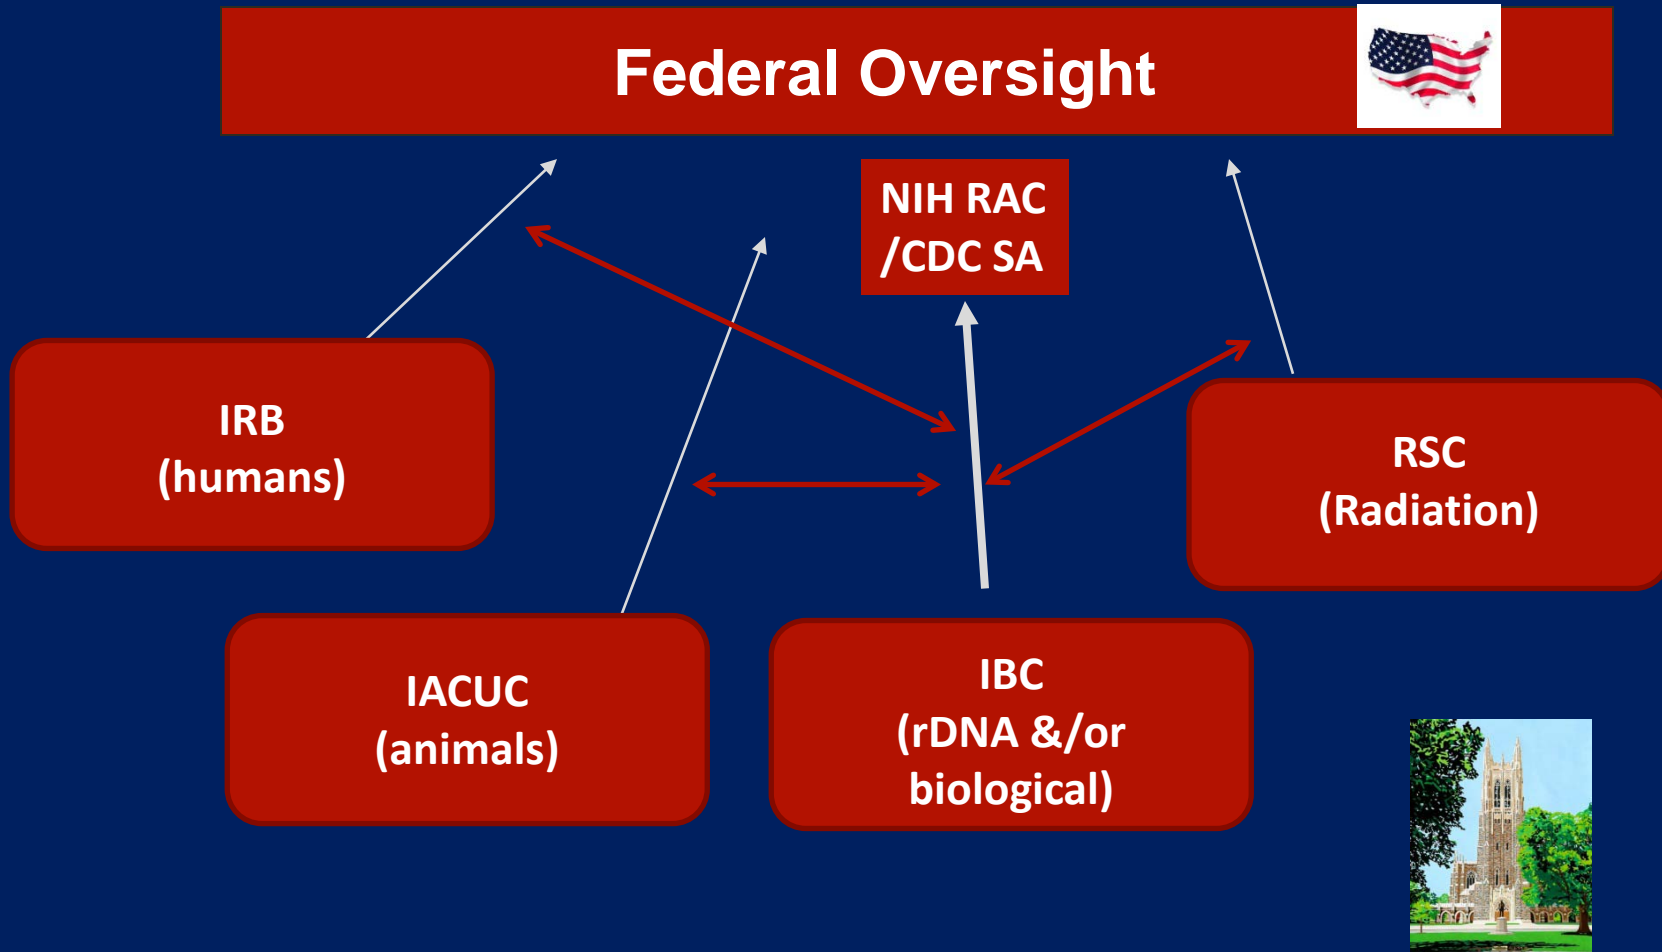 Federal Oversight
NIH RAC
/CDC SA
IRB
(humans)
RSC
(Radiation)
IACUC
(animals)
IBC
(rDNA &/or
biological)